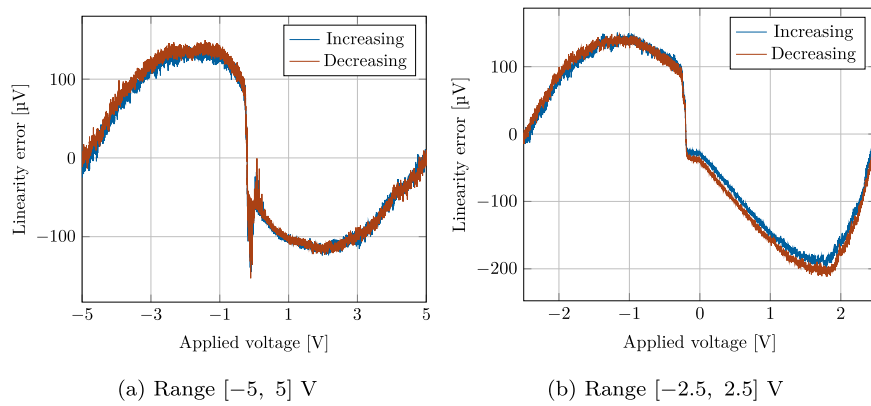 Increasing
Decreasing
100
0
−100
Linearity error [µV]
−5
−3
−1
1
3
5
Applied voltage [V]
(a) Range [−5, 5] V
Increasing
Decreasing
100
0
−100
−200
Linearity error [µV]
−2
−1
0
1
2
Applied voltage [V]
(b) Range [−2.5, 2.5] V